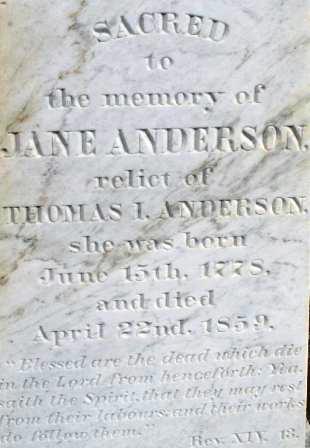 SACRED
to
the memory of
JANE ANDERSON,
relict of
THOMAS I. ANDERSON,
she was born
June 15th, 1778,
and died
April 22nd, 1859.
"Blessed are the dead which die
in the Lord from henceforth: Yea,
saith the Spirit, that they may rest
from their labours, and their works
do follow them." Rev. XIV. 13.